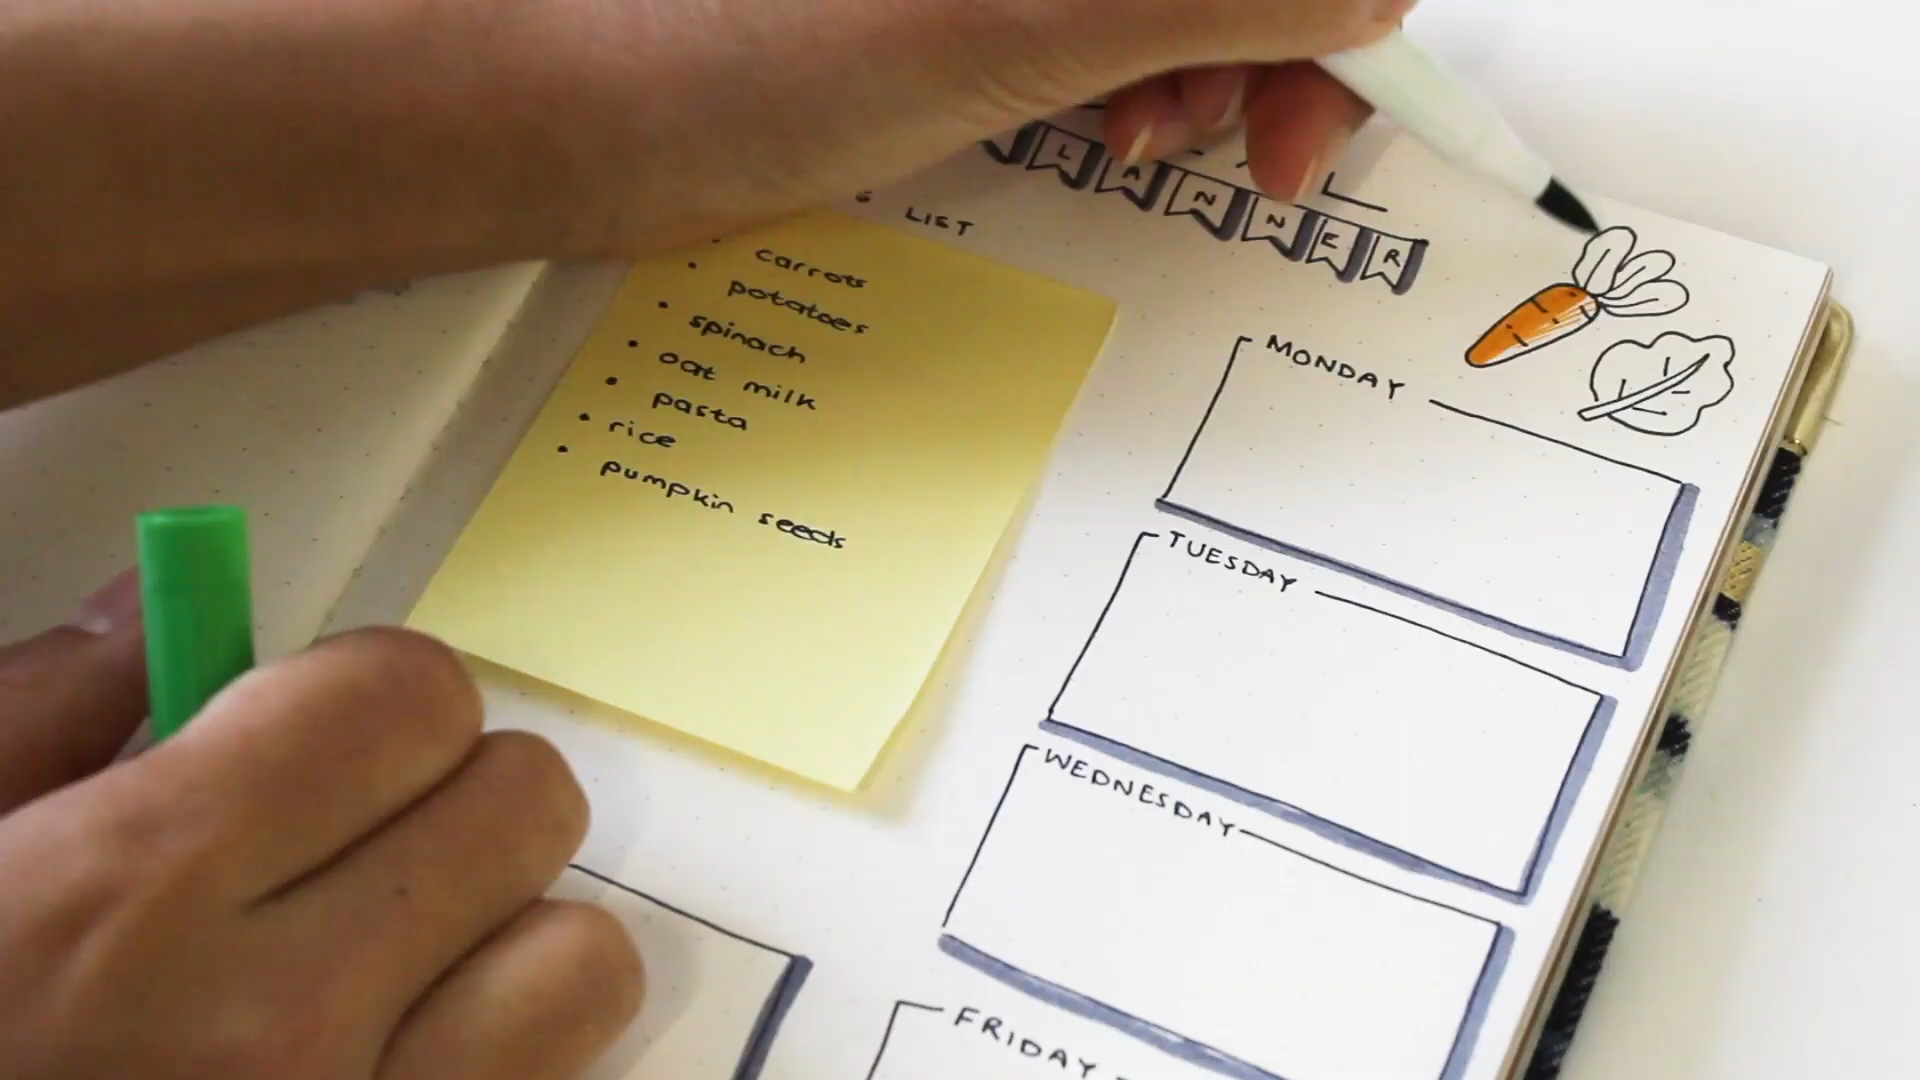 LANNER
LIST
carrots
potatoes
spinach
oat milk
pasta
rice
pumpkin seeds
MONDAY
TUESDAY
WEDNESDAY
FRIDAY